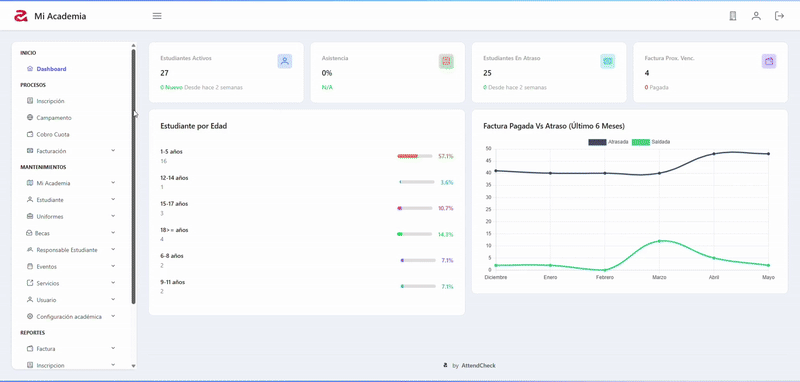 Mi Academia
INICIO
Dashboard
PROCESOS
Inscripción
Campamento
Cobro Cuota
Facturación
MANTENIMIENTOS
Mi Academia
Estudiante
Uniformes
Becas
Responsable Estudiante
Eventos
Servicios
Usuario
Configuración académica
REPORTES
Factura
Inscripcion
Estudiantes Activos
27
0 Nuevo Desde hace 2 semanas
Asistencia
0%
N/A
Estudiantes En Atraso
25
0 Desde hace 2 semanas
Factura Prox. Venc.
4
0 Pagada
Estudiante por Edad
1-5 años
16
57.1%
12-14 años
1
3.6%
15-17 años
3
10.7%
18>= años
4
14.3%
6-8 años
2
7.1%
9-11 años
2
7.1%
Factura Pagada Vs Atraso (Último 6 Meses)
Atrasada
Saldada
50
45
40
35
30
25
20
15
10
5
0
Diciembre
Enero
Febrero
Marzo
Abril
Mayo
by AttendCheck